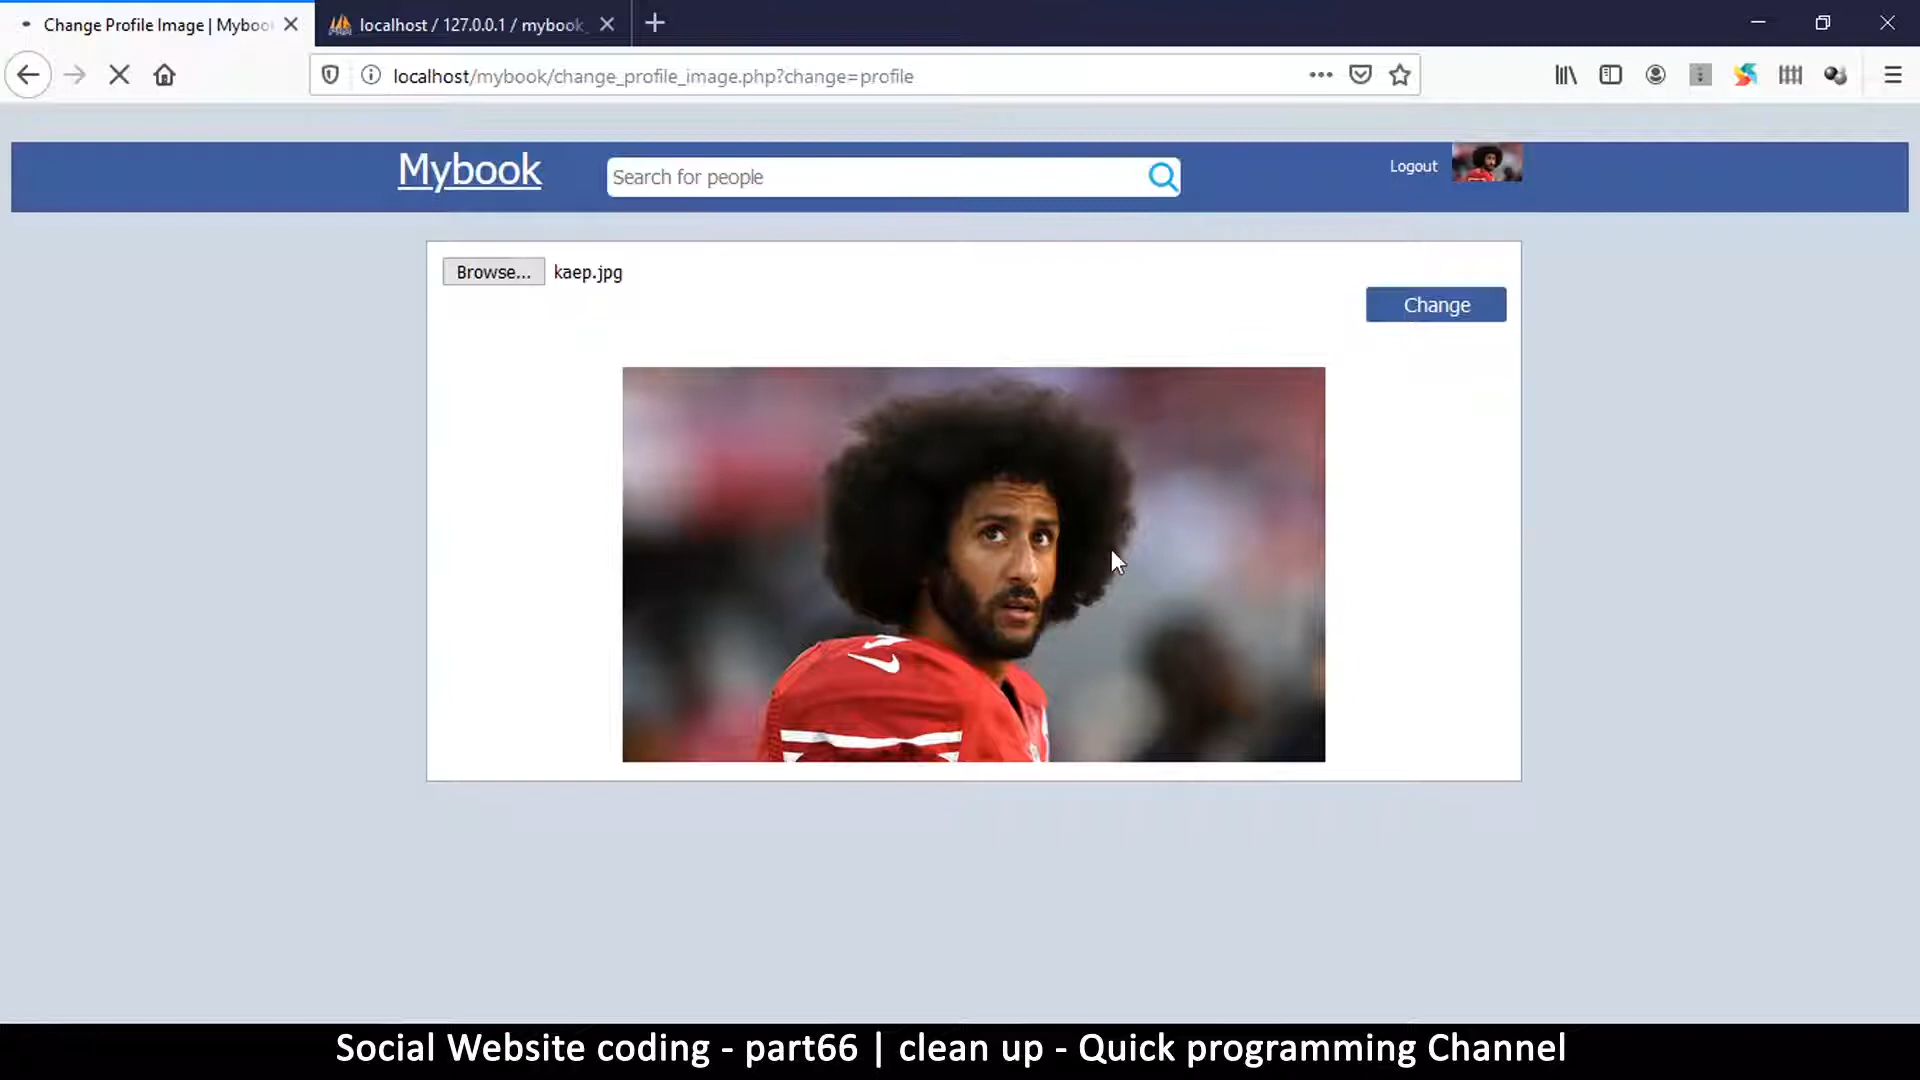 Change Profile Image | Myboo
localhost / 127.0.0.1 / mybook_
localhost/mybook/change_profile_image.php?change=profile
Mybook
Search for people
Logout
Browse...
kaep.jpg
Change
Social Website coding - part66 | clean up - Quick programming Channel